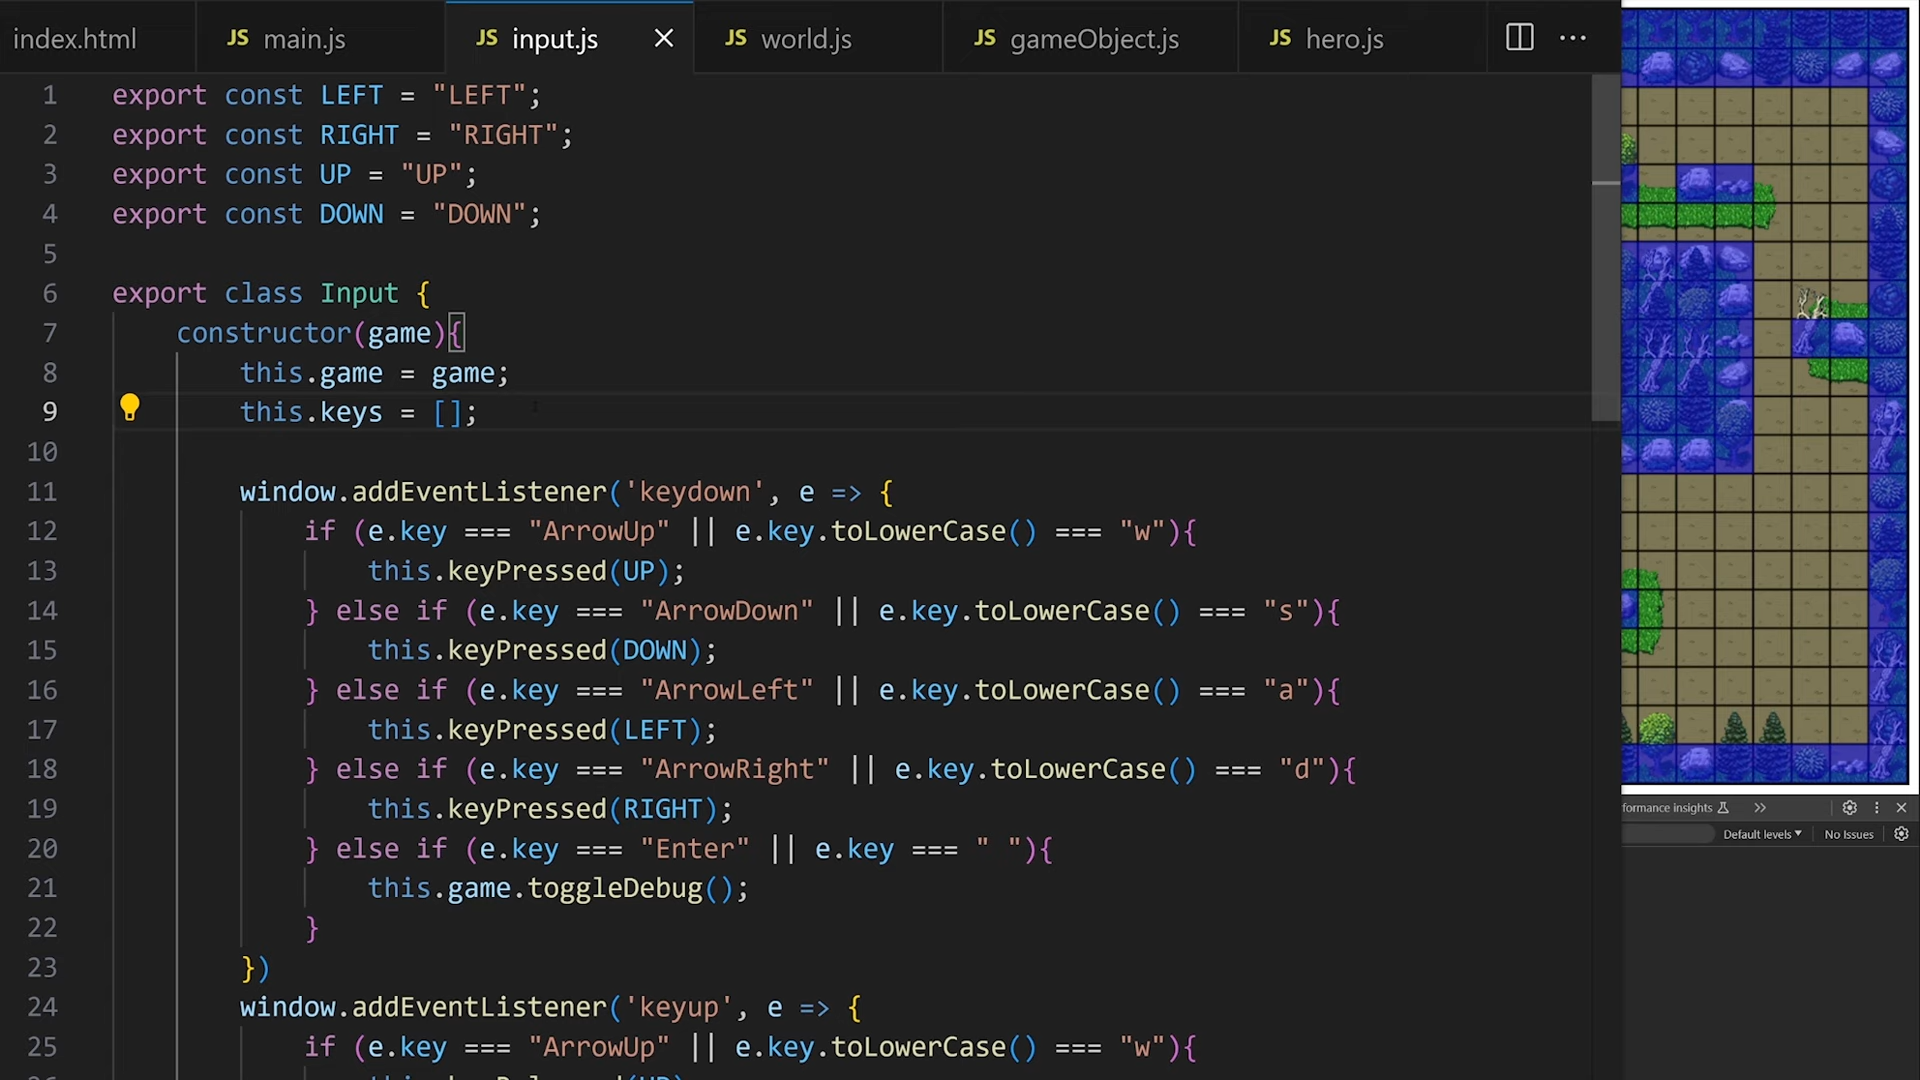 index.html
JS main.js
JS input.js
JS world.js
JS gameObject.js
JS hero.js
1 export const LEFT = "LEFT";
2 export const RIGHT = "RIGHT";
3 export const UP = "UP";
4 export const DOWN = "DOWN";
5
6 export class Input {
7 constructor(game){
8 this.game = game;
9 this.keys = [];
10
11 window.addEventListener('keydown', e => {
12 if (e.key === "ArrowUp" || e.key.toLowerCase() === "w"){
13 this.keyPressed(UP);
14 } else if (e.key === "ArrowDown" || e.key.toLowerCase() === "s"){
15 this.keyPressed(DOWN);
16 } else if (e.key === "ArrowLeft" || e.key.toLowerCase() === "a"){
17 this.keyPressed(LEFT);
18 } else if (e.key === "ArrowRight" || e.key.toLowerCase() === "d"){
19 this.keyPressed(RIGHT);
20 } else if (e.key === "Enter" || e.key === " "){
21 this.game.toggleDebug();
22 }
23 })
24 window.addEventListener('keyup', e => {
25 if (e.key === "ArrowUp" || e.key.toLowerCase() === "w"){
formance insights
Default levels
No Issues